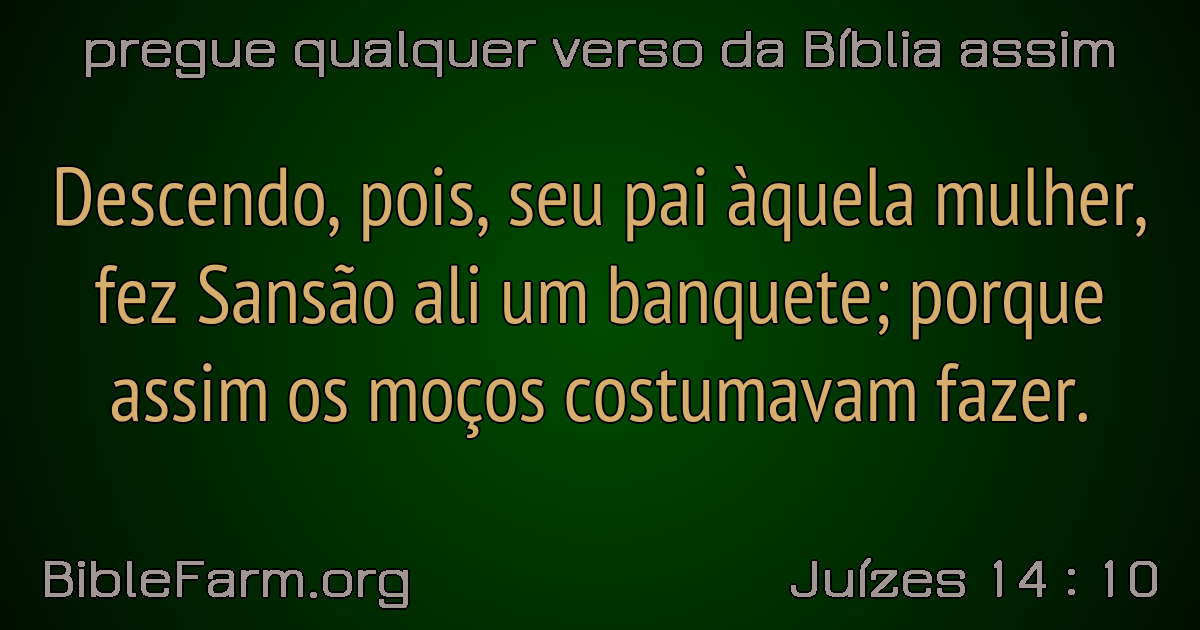 pregue qualquer verso da Bíblia assim
Descendo, pois, seu pai àquela mulher,
fez Sansão ali um banquete; porque
assim os moços costumavam fazer.
BibleFarm.org
Juízes 14 : 10